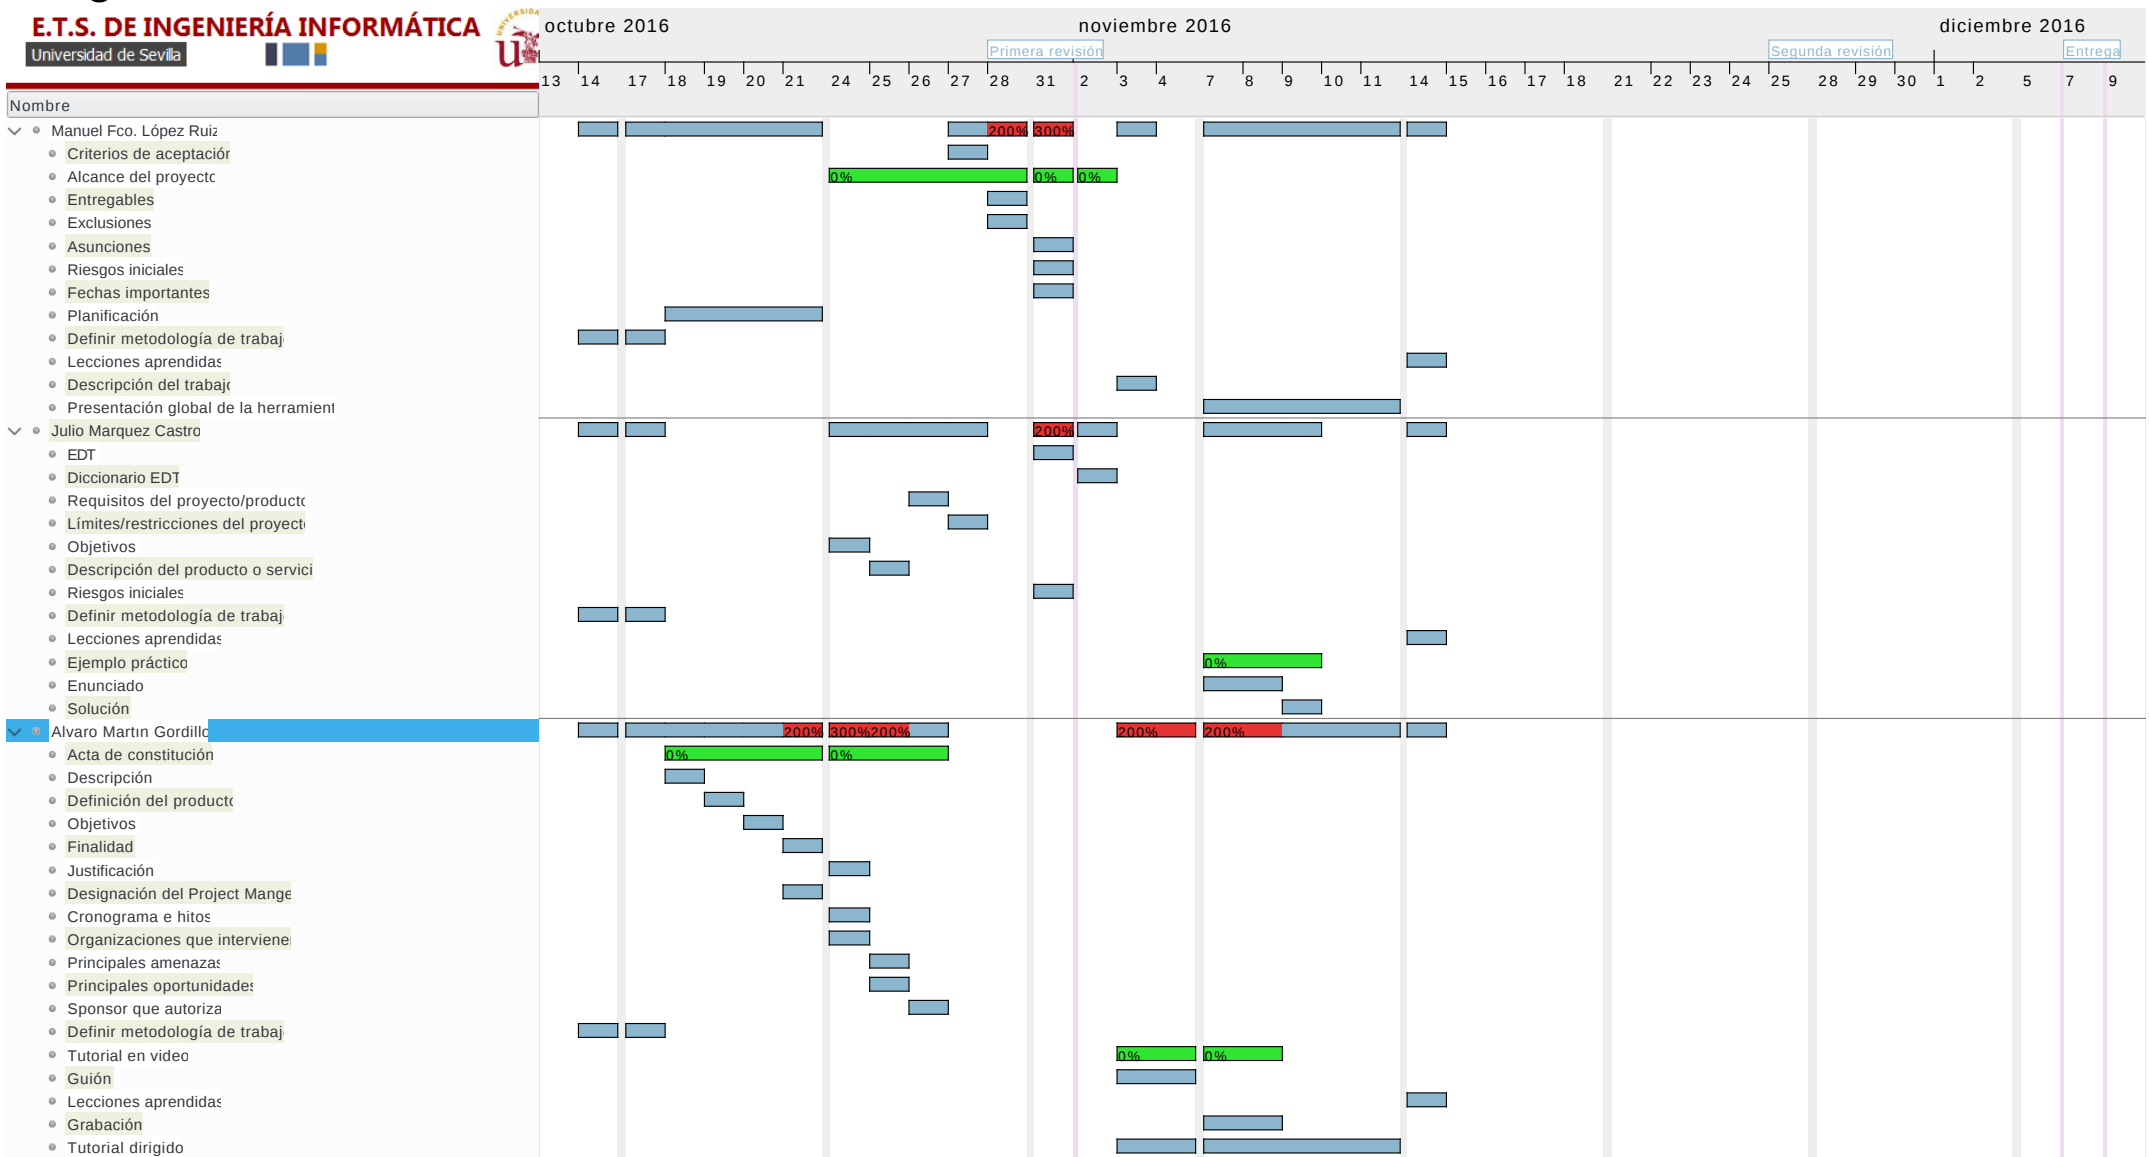 E.T.S. DE INGENIERÍA INFORMÁTICA
Universidad de Sevilla
octubre 2016 noviembre 2016 diciembre 2016
Primera revisión Segunda revisión Entrega
13 14 17 18 19 20 21 24 25 26 27 28 31 2 3 4 7 8 9 10 11 14 15 16 17 18 21 22 23 24 25 28 29 30 1 2 5 7 9
Nombre
Manuel Fco. López Ruiz 200% 300%
Criterios de aceptación
Alcance del proyecto 0% 0% 0%
Entregables
Exclusiones
Asunciones
Riesgos iniciales
Fechas importantes
Planificación
Definir metodología de trabaj
Lecciones aprendidas
Descripción del trabajo
Presentación global de la herramient
Julio Marquez Castro 200%
EDT
Diccionario EDT
Requisitos del proyecto/producto
Límites/restricciones del proyect
Objetivos
Descripción del producto o servici
Riesgos iniciales
Definir metodología de trabaj
Lecciones aprendidas
Ejemplo práctico 0%
Enunciado
Solución
Alvaro Martın Gordillo 200% 300% 200% 200% 200%
Acta de constitución 0% 0%
Descripción
Definición del producto
Objetivos
Finalidad
Justificación
Designación del Project Mange
Cronograma e hitos
Organizaciones que interviene
Principales amenazas
Principales oportunidades
Sponsor que autoriza
Definir metodología de trabaj
Tutorial en video 0% 0%
Guión
Lecciones aprendidas
Grabación
Tutorial dirigido